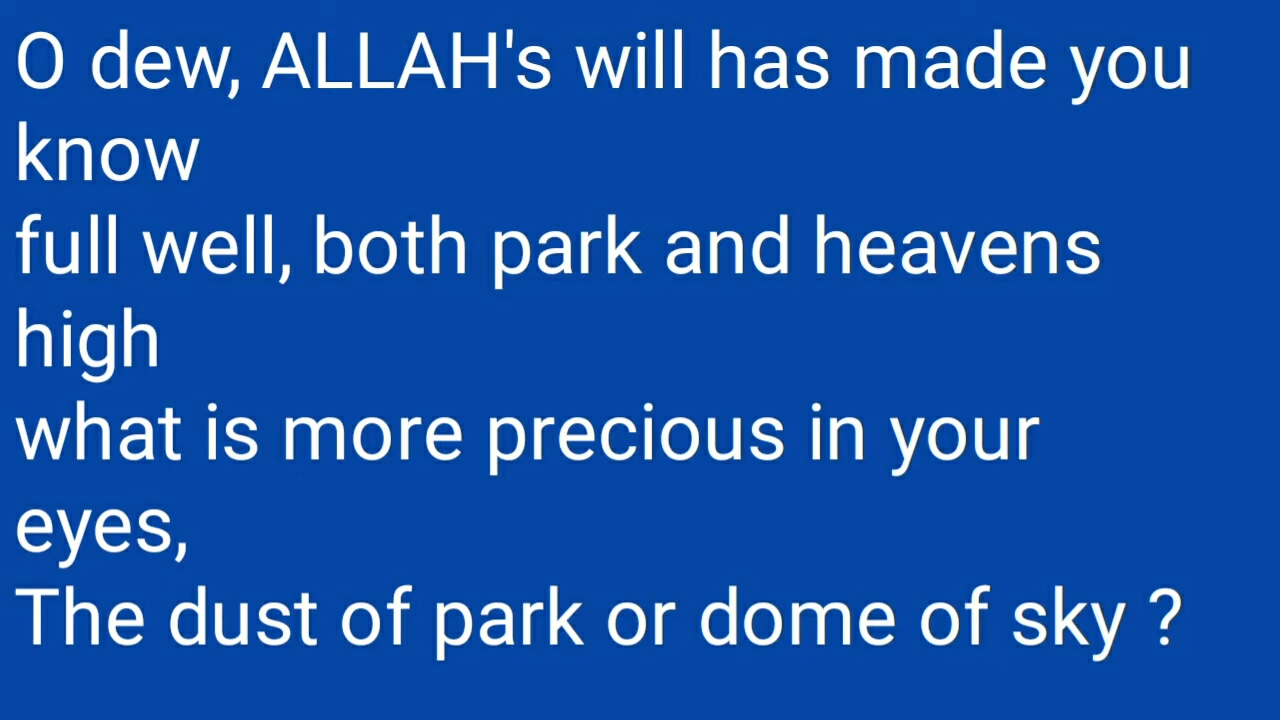 O dew, ALLAH's will has made you
know
full well, both park and heavens
high
what is more precious in your
eyes,
The dust of park or dome of sky ?